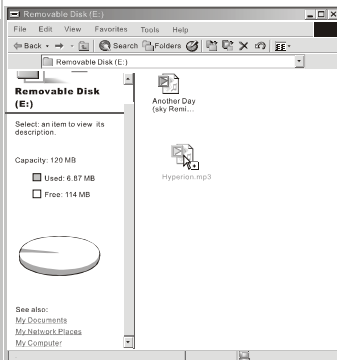 Removable Disk (E:)
File Edit View Favorites Tools Help
Back Search Folders
Removable Disk (E:)
Removable Disk
(E:)
Select: an item to view its
description.
Capacity: 120 MB
Used: 6.87 MB
Free: 114 MB
See also:
My Documents
My Network Places
My Computer
Another Day
(sky Remi...
Hyperion.mp3